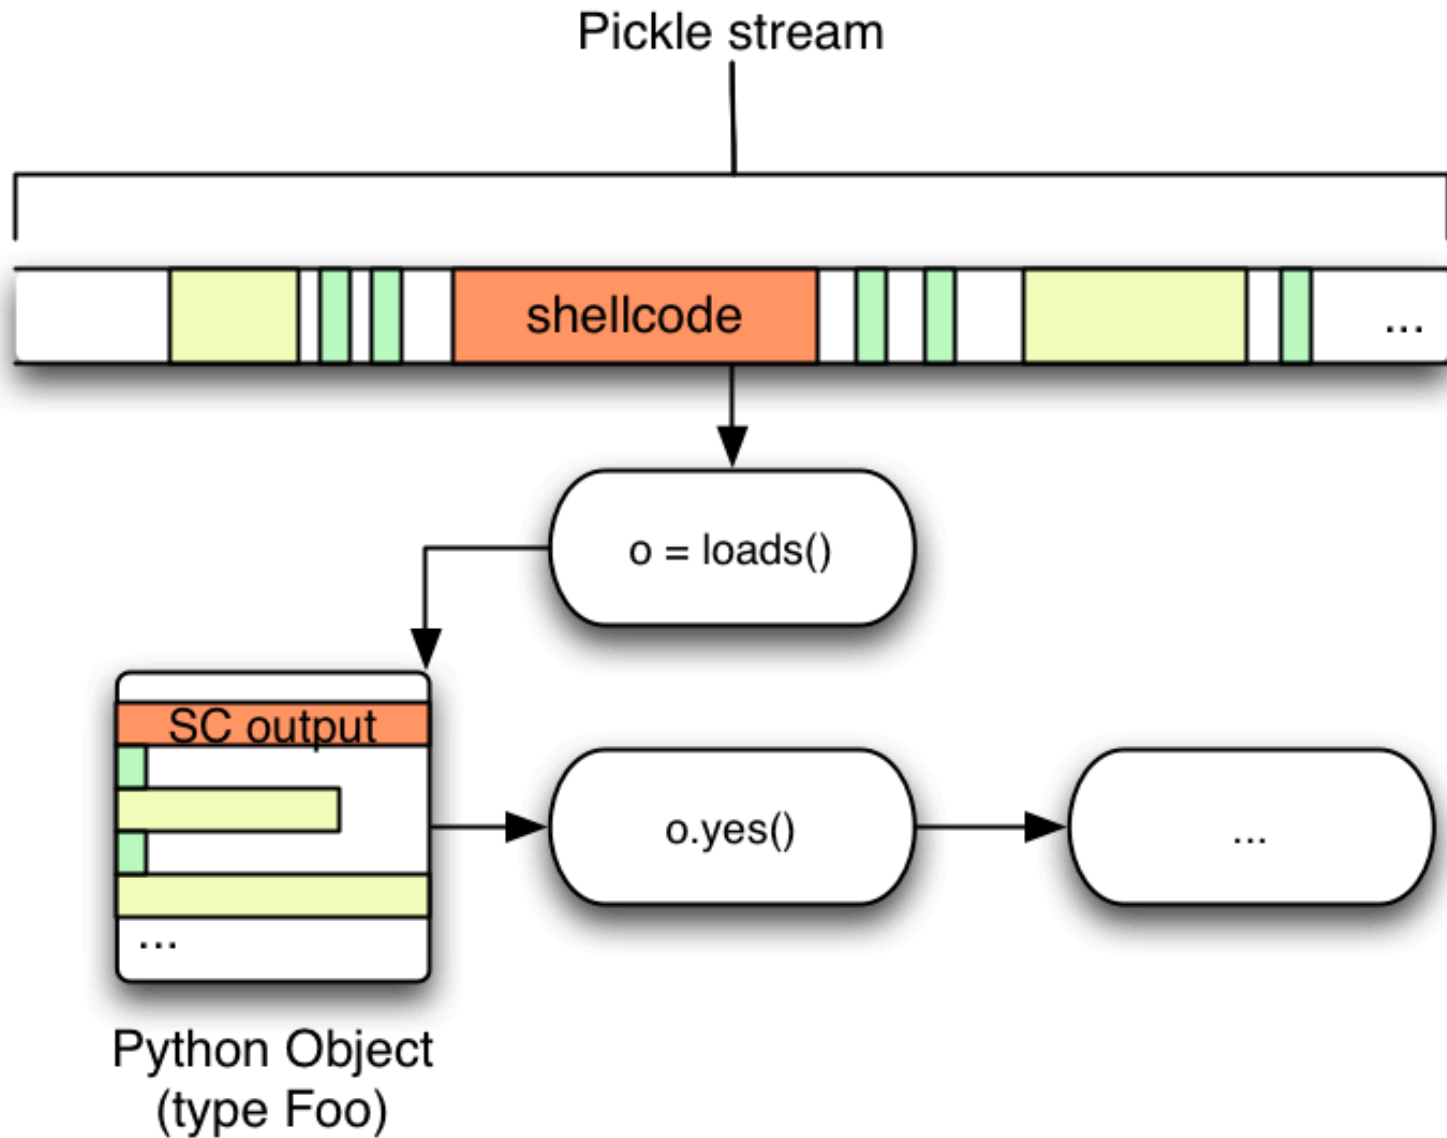 Pickle stream
shellcode
...
o = loads()
SC output
...
o.yes()
...
Python Object
(type Foo)